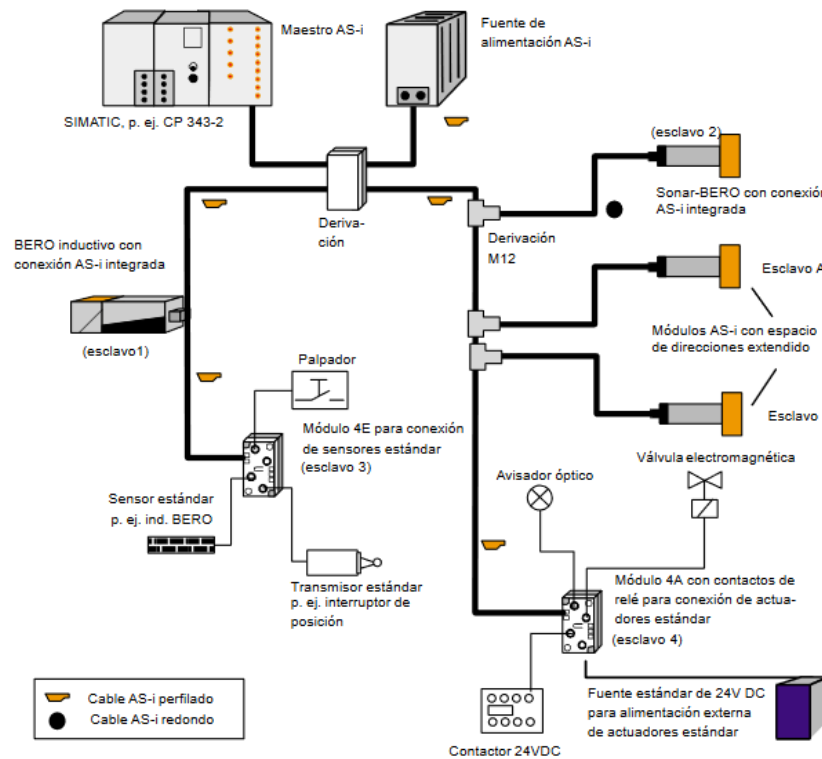 Maestro AS-i
Fuente de
alimentación AS-i
SIMATIC, p. ej. CP 343-2
(esclavo 2)
Sonar-BERO con conexión
AS-i integrada
Deriva-
ción
Derivación
M12
BERO inductivo con
conexión AS-i integrada
(esclavo1)
Esclavo A
Módulos AS-i con espacio
de direcciones extendido
Esclavo
Palpador
Módulo 4E para conexión
de sensores estándar
(esclavo 3)
Sensor estándar
p. ej. ind. BERO
Transmisor estándar
p. ej. interruptor de
posición
Avisador óptico
Válvula electromagnética
Módulo 4A con contactos de
relé para conexión de actua-
dores estándar
(esclavo 4)
Fuente estándar de 24V DC
para alimentación externa
de actuadores estándar
Contactor 24VDC
Cable AS-i perfilado
Cable AS-i redondo